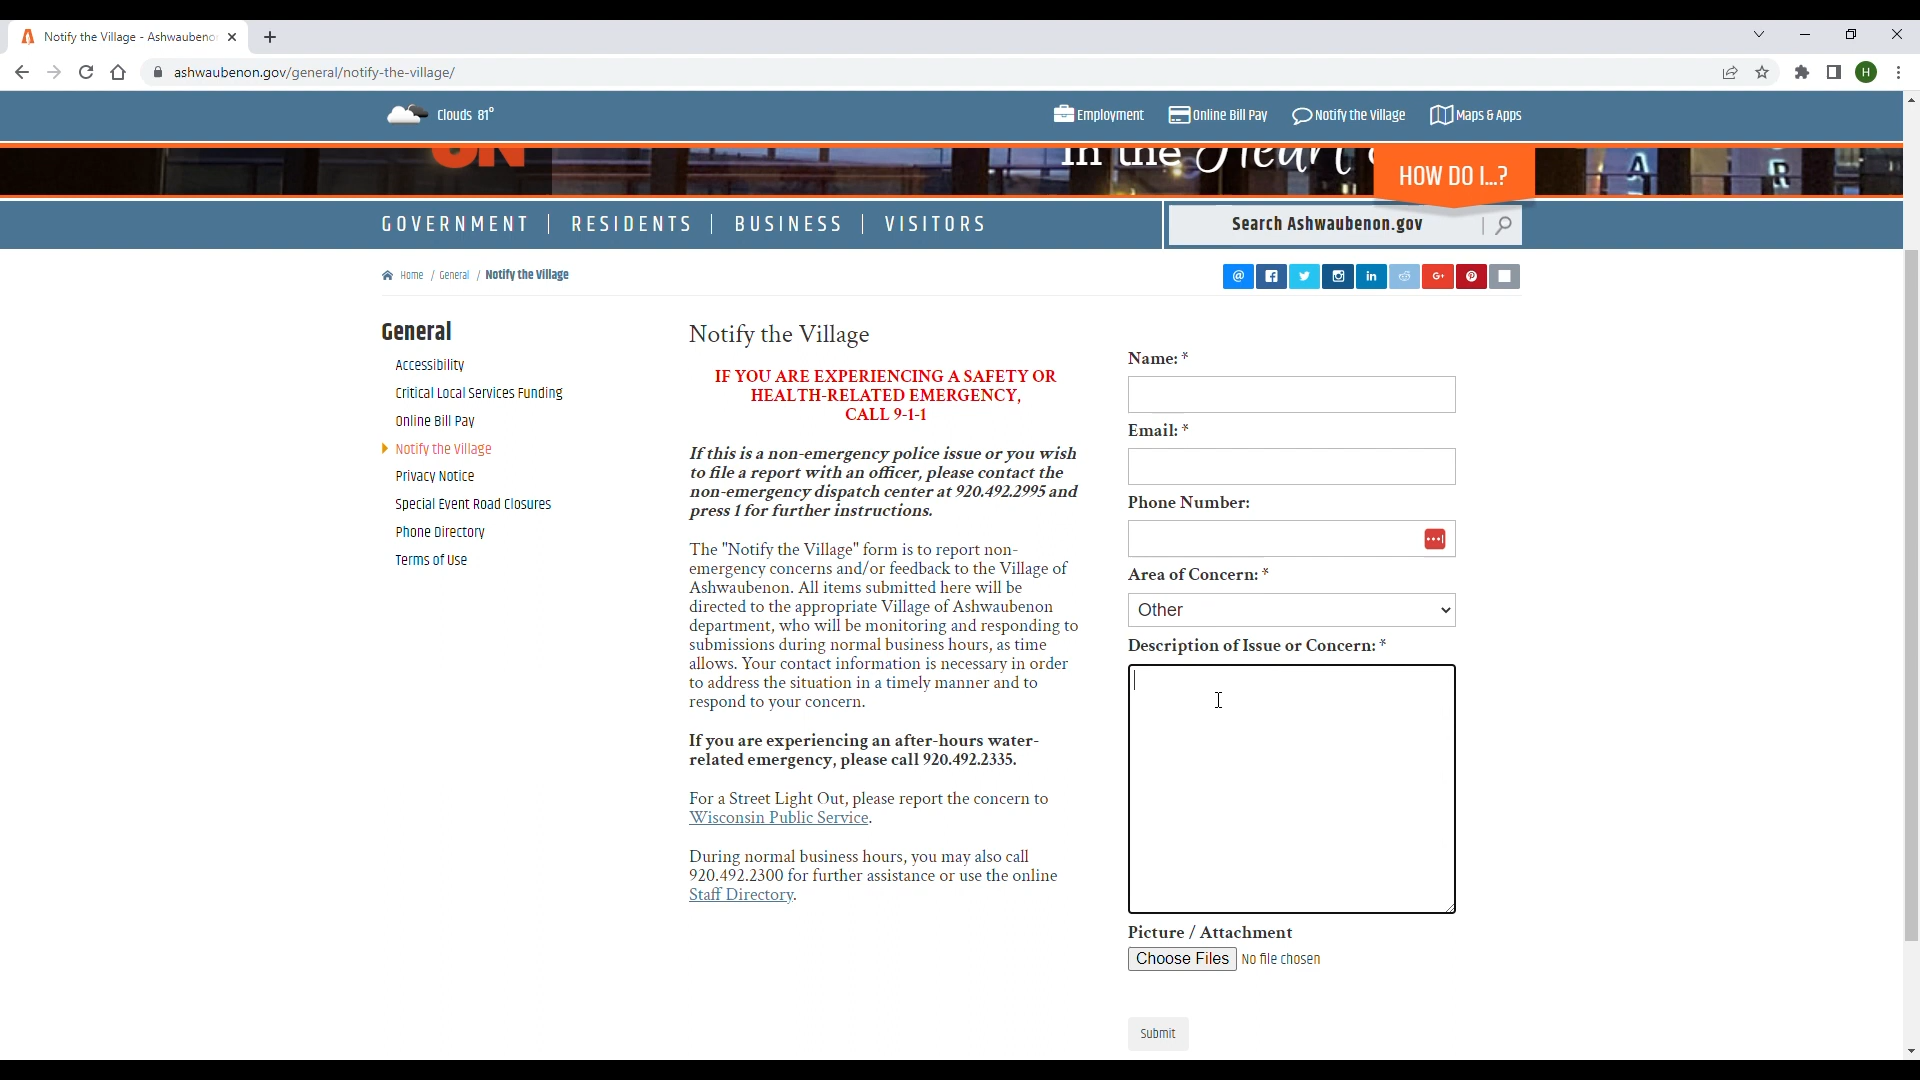 Notify the Village - Ashwaubeno
ashwaubenon.gov/general/notify-the-village/
H
Clouds 81°
Employment
Online Bill Pay
Notify the Village
Maps & Apps
ON
in the Heart
HOW DO I...?
A
R
GOVERNMENT
RESIDENTS
BUSINESS
VISITORS
Search Ashwaubenon.gov
Home / General / Notify the Village
General
Accessibility
Critical Local Services Funding
Online Bill Pay
Notify the Village
Privacy Notice
Special Event Road Closures
Phone Directory
Terms of Use
Notify the Village
IF YOU ARE EXPERIENCING A SAFETY OR
HEALTH-RELATED EMERGENCY,
CALL 9-1-1
If this is a non-emergency police issue or you wish
to file a report with an officer, please contact the
non-emergency dispatch center at 920.492.2995 and
press 1 for further instructions.
The "Notify the Village" form is to report non-
emergency concerns and/or feedback to the Village of
Ashwaubenon. All items submitted here will be
directed to the appropriate Village of Ashwaubenon
department, who will be monitoring and responding to
submissions during normal business hours, as time
allows. Your contact information is necessary in order
to address the situation in a timely manner and to
respond to your concern.
If you are experiencing an after-hours water-
related emergency, please call 920.492.2335.
For a Street Light Out, please report the concern to
Wisconsin Public Service.
During normal business hours, you may also call
920.492.2300 for further assistance or use the online
Staff Directory.
Name: *
Email: *
Phone Number:
Area of Concern: *
Other
Description of Issue or Concern: *
Picture / Attachment
Choose Files No file chosen
Submit